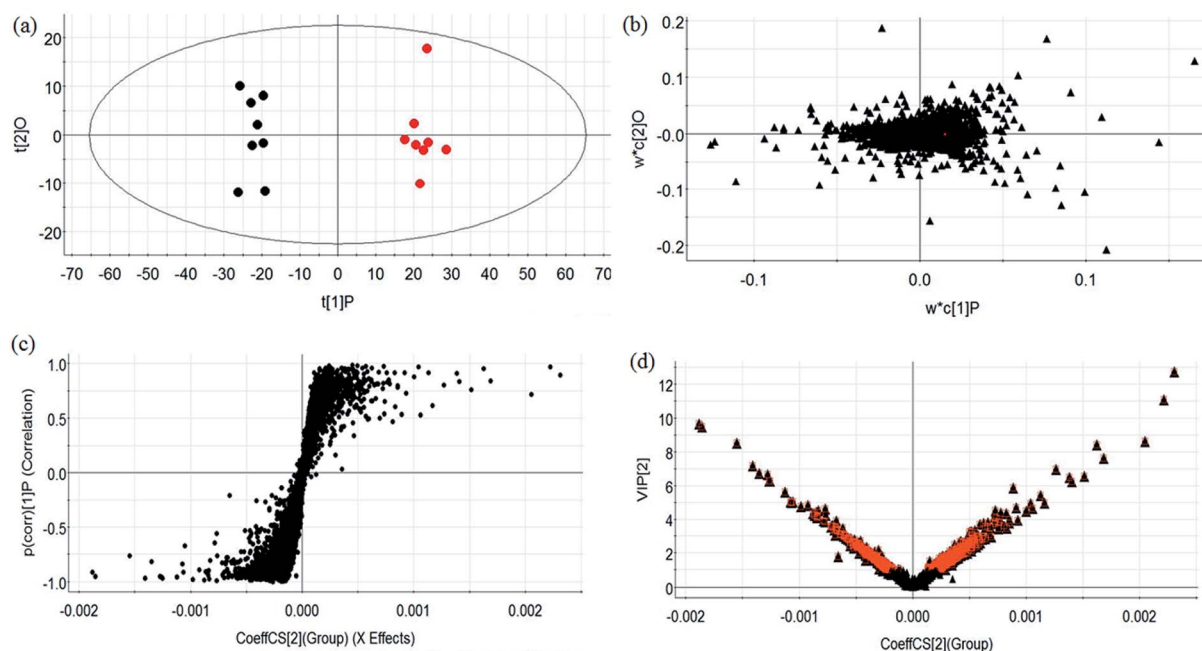 (a)
t[2]O
20
10
0
-10
-20
-70 -60 -50 -40 -30 -20 -10 0 10 20 30 40 50 60 70
t[1]P
(b)
w*c[2]O
0.2
0.1
-0.0
-0.1
-0.2
-0.1 0.0 0.1
w*c[1]P
(c)
p(corr)[1]P (Correlation)
1.0
0.5
0.0
-0.5
-1.0
-0.002 -0.001 0.000 0.001 0.002
CoeffCS[2](Group) (X Effects)
(d)
VIP[2]
12
10
8
6
4
2
0
-0.002 -0.001 0.000 0.001 0.002
CoeffCS[2](Group)